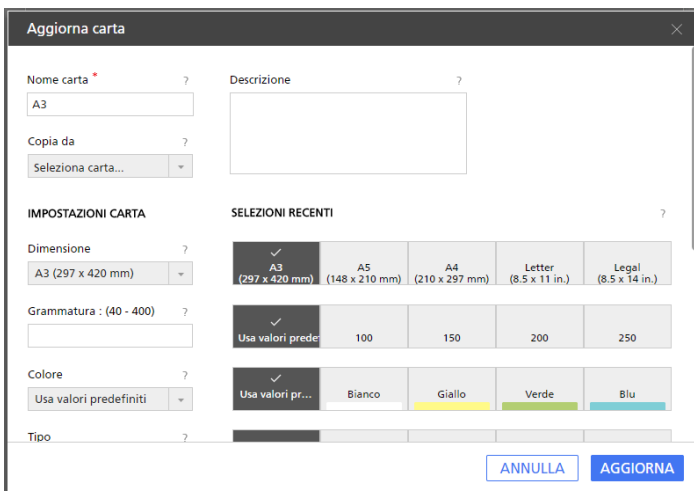 Aggiorna carta
Nome carta *
?
Descrizione
?
A3
Copia da
?
Seleziona carta...
IMPOSTAZIONI CARTA
SELEZIONI RECENTI
?
Dimensione
?
A3 (297 x 420 mm)
A3
(297 x 420 mm)
A5
(148 x 210 mm)
A4
(210 x 297 mm)
Letter
(8.5 x 11 in.)
Legal
(8.5 x 14 in.)
Grammatura : (40 - 400)
?
Usa valori prede
100
150
200
250
Colore
?
Usa valori predefiniti
Usa valori pr...
Bianco
Giallo
Verde
Blu
Tipo
?
ANNULLA
AGGIORNA